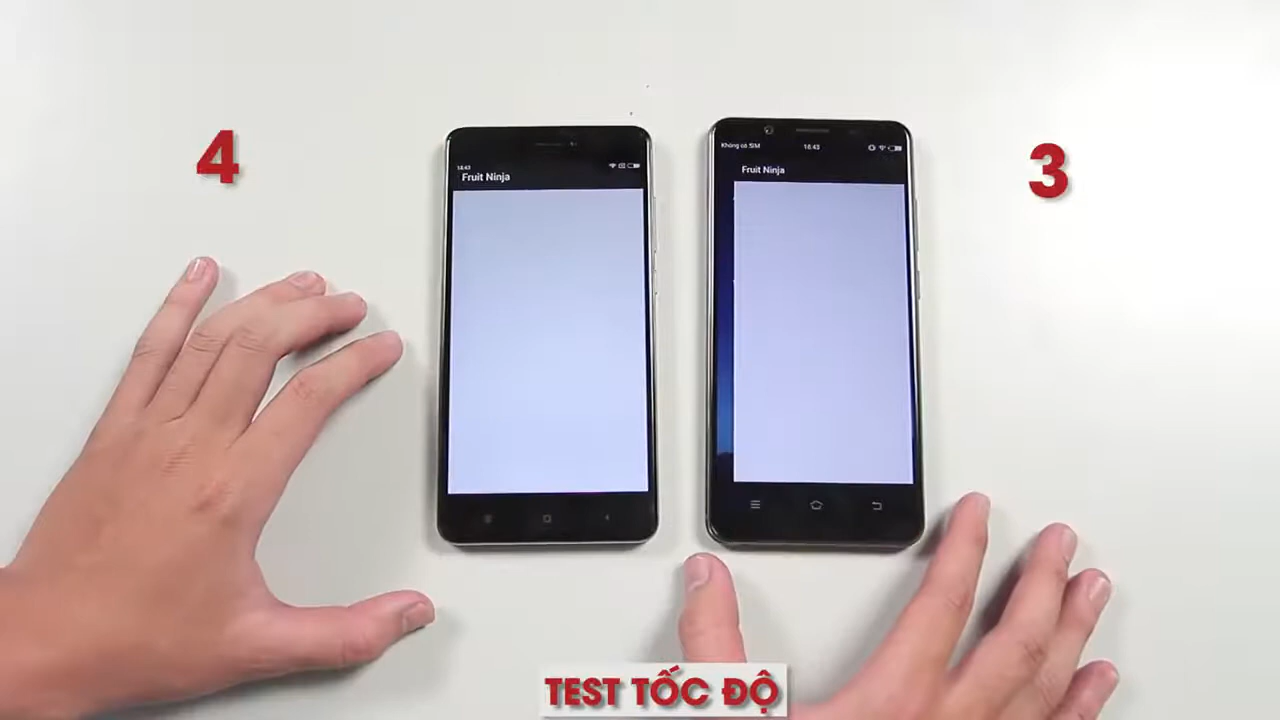 4
3
18:43
Fruit Ninja
Không có SIM
18:43
Fruit Ninja
TEST TỐC ĐỘ